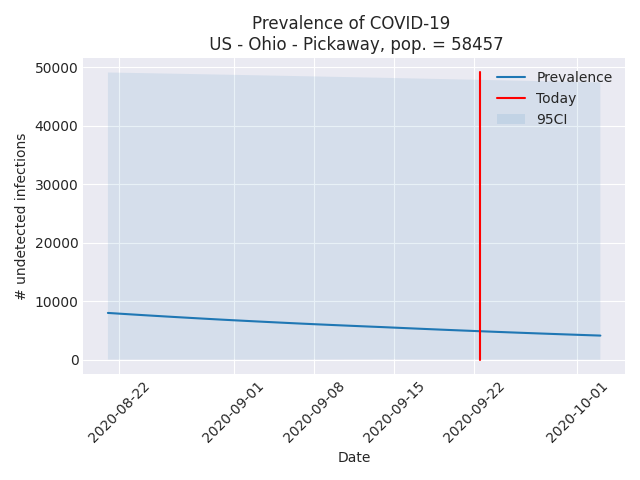 Prevalence of COVID-19
US - Ohio - Pickaway, pop. = 58457
50000
40000
30000
20000
10000
0
# undetected infections
Prevalence
Today
95CI
2020-08-22
2020-09-01
2020-09-08
2020-09-15
2020-09-22
2020-10-01
Date